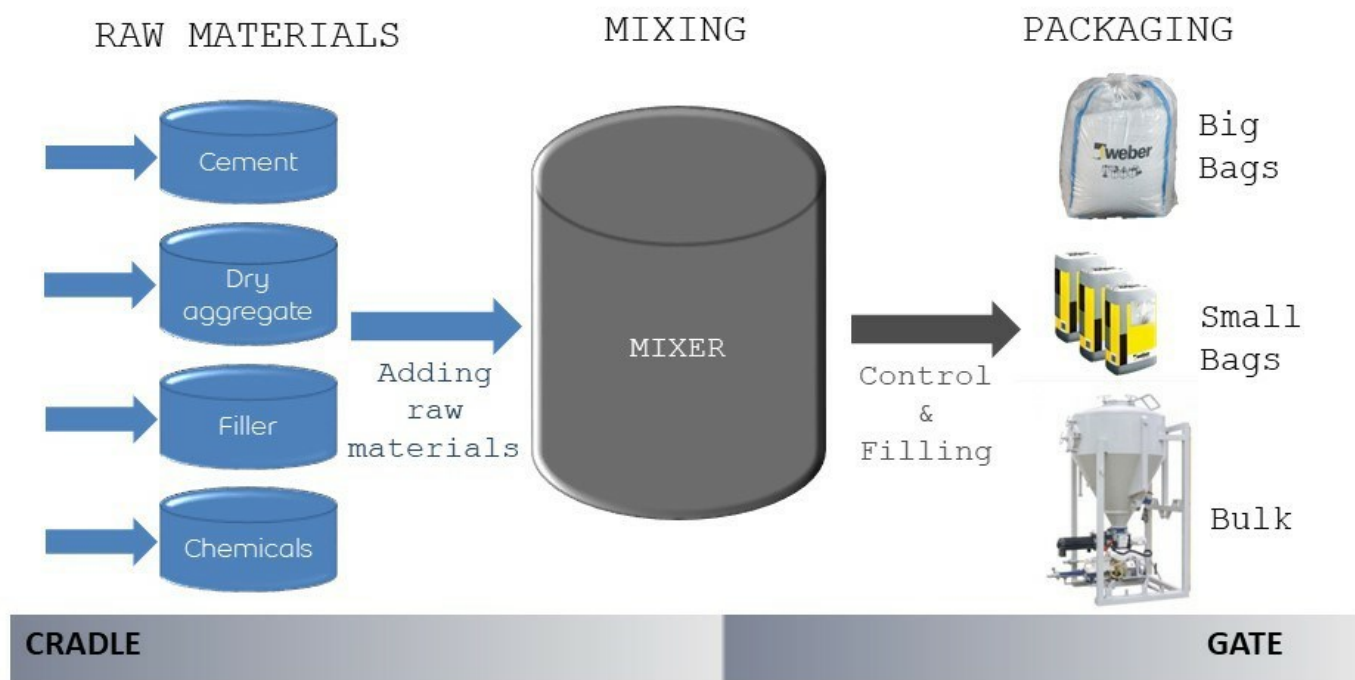 RAW MATERIALS
MIXING
PACKAGING
Cement
Dry
aggregate
Filler
Chemicals
Adding
raw
materials
MIXER
Control
&
Filling
weber
Big
Bags
Small
Bags
Bulk
CRADLE
GATE